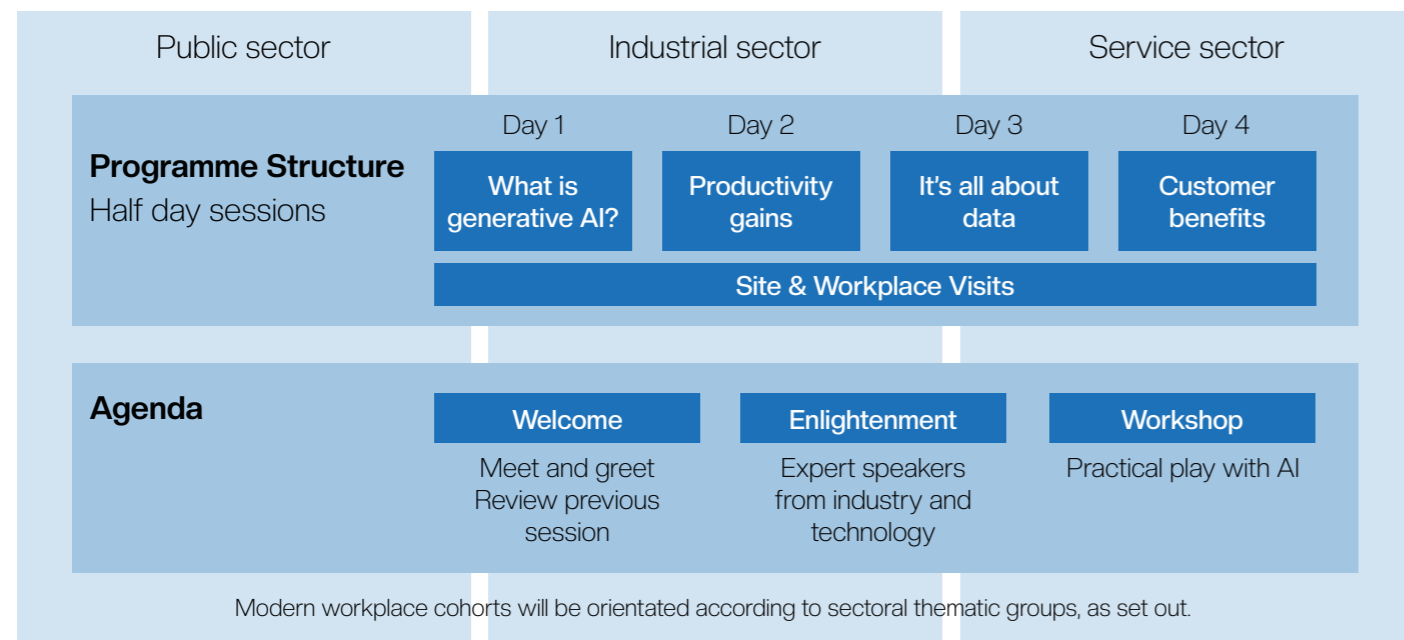 Public sector
Industrial sector
Service sector
Programme Structure
Half day sessions
Day 1
Day 2
Day 3
Day 4
What is
generative AI?
Productivity
gains
It's all about
data
Customer
benefits
Site & Workplace Visits
Agenda
Welcome
Meet and greet
Review previous
session
Enlightenment
Expert speakers
from industry and
technology
Workshop
Practical play with AI
Modern workplace cohorts will be orientated according to sectoral thematic groups, as set out.